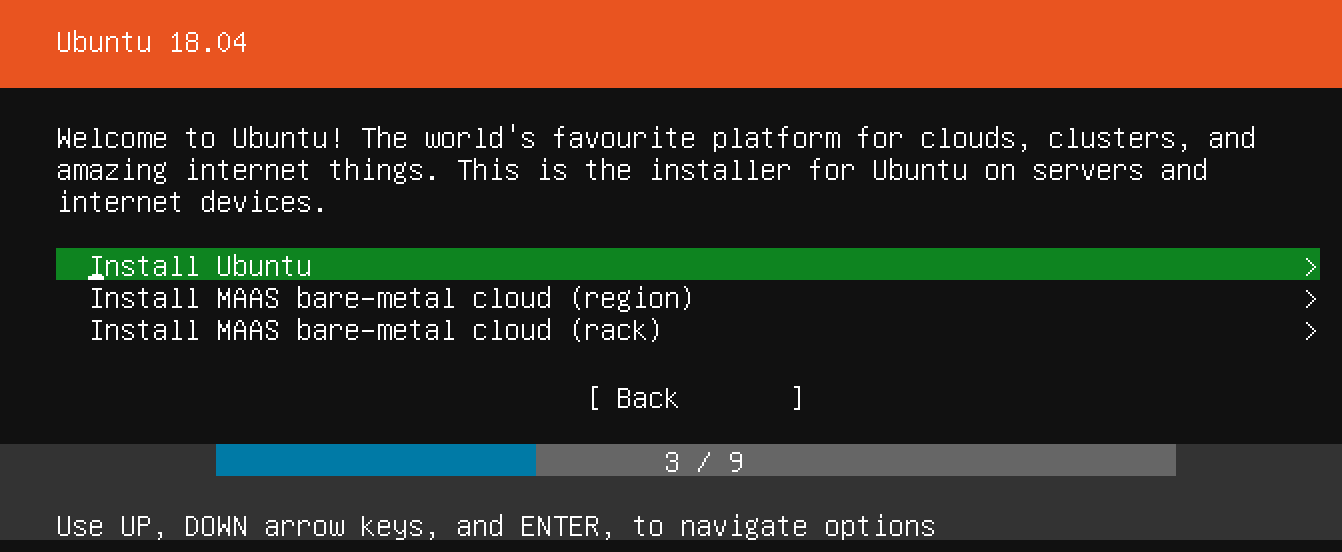 Ubuntu 18.04
Welcome to Ubuntu! The world's favourite platform for clouds, clusters, and
amazing internet things. This is the installer for Ubuntu on servers and
internet devices.
Install Ubuntu >
Install MAAS bare-metal cloud (region) >
Install MAAS bare-metal cloud (rack) >
[ Back ]
3 / 9
Use UP, DOWN arrow keys, and ENTER, to navigate options